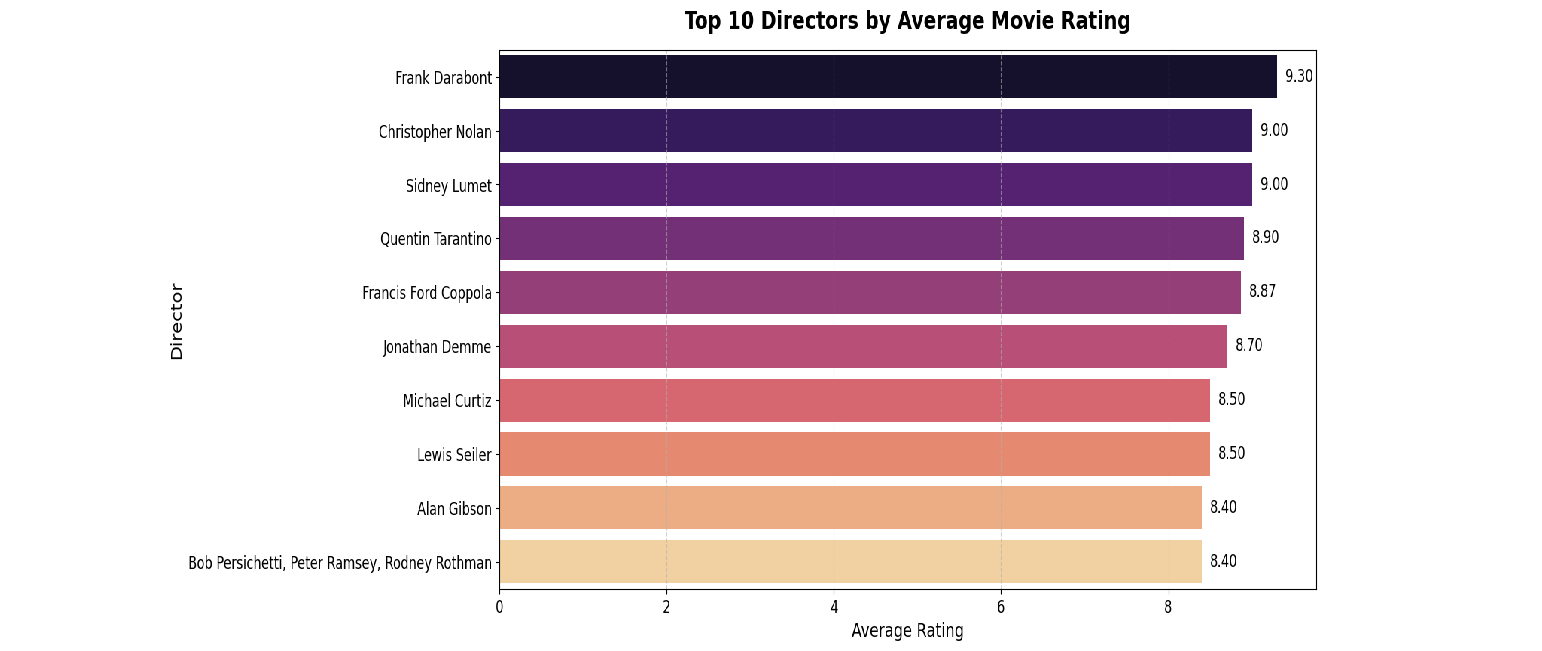 Top 10 Directors by Average Movie Rating
Frank Darabont 9.30
Christopher Nolan 9.00
Sidney Lumet 9.00
Quentin Tarantino 8.90
Francis Ford Coppola 8.87
Jonathan Demme 8.70
Michael Curtiz 8.50
Lewis Seiler 8.50
Alan Gibson 8.40
Bob Persichetti, Peter Ramsey, Rodney Rothman 8.40
Director
0 2 4 6 8
Average Rating